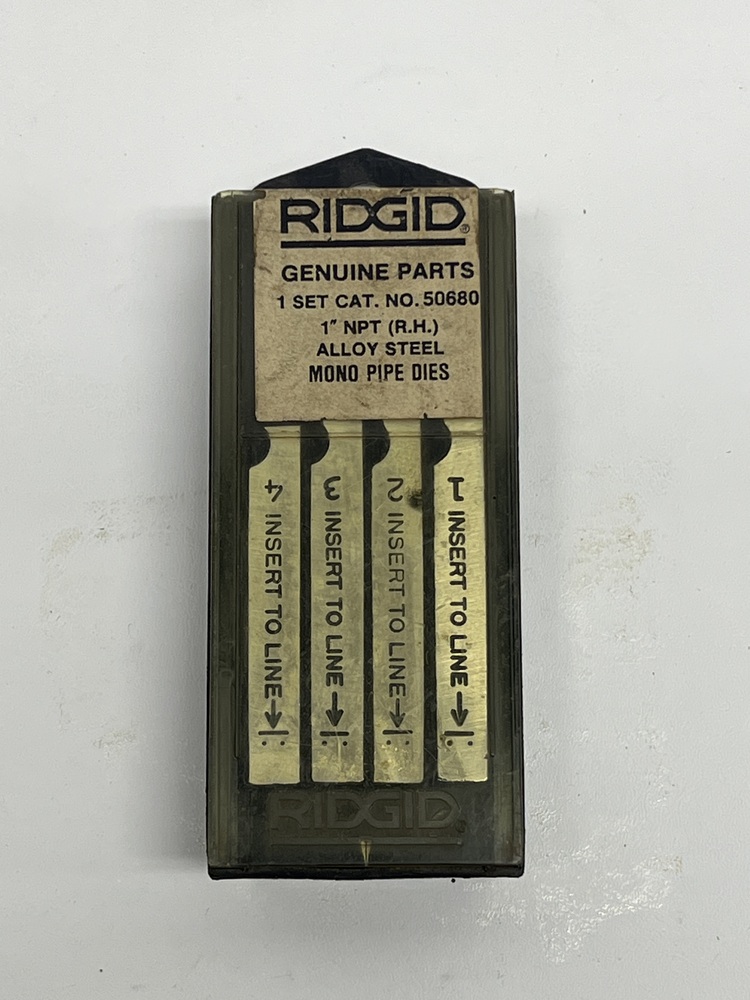 RIDGID®
GENUINE PARTS
1 SET CAT. NO. 50680
1″ NPT (R.H.)
ALLOY STEEL
MONO PIPE DIES
4 INSERT TO LINE→|:
3 INSERT TO LINE→|:
2 INSERT TO LINE→|:
1 INSERT TO LINE→|:
RIDGID®